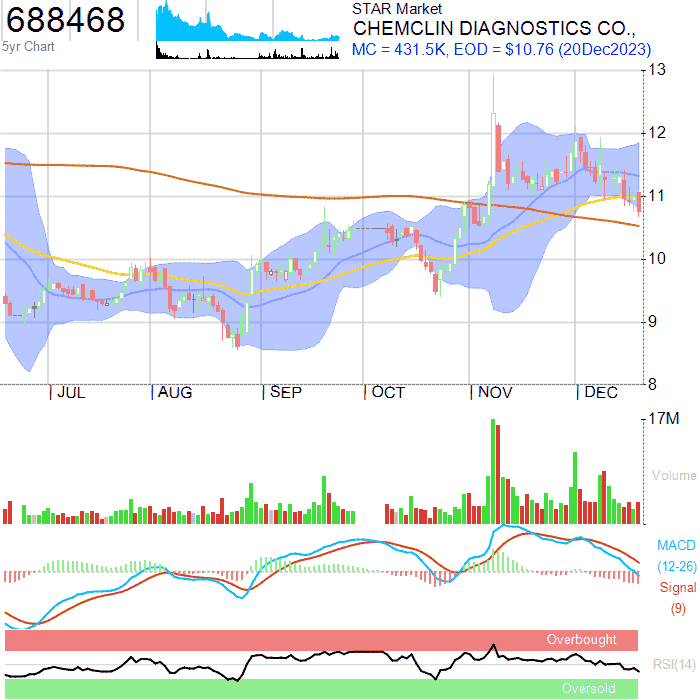 688468
5yr Chart
STAR Market
CHEMCLIN DIAGNOSTICS CO.,
MC = 431.5K, EOD = $10.76 (20Dec2023)
13
12
11
10
9
8
JUL AUG SEP OCT NOV DEC
17M
Volume
MACD
(12-26)
Signal
(9)
Overbought
RSI(14)
Oversold